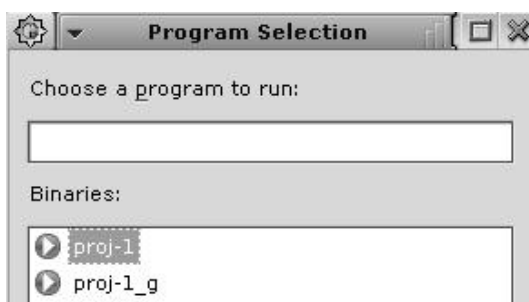 Program Selection
Choose a program to run:
Binaries:
proj-1
proj-1_g